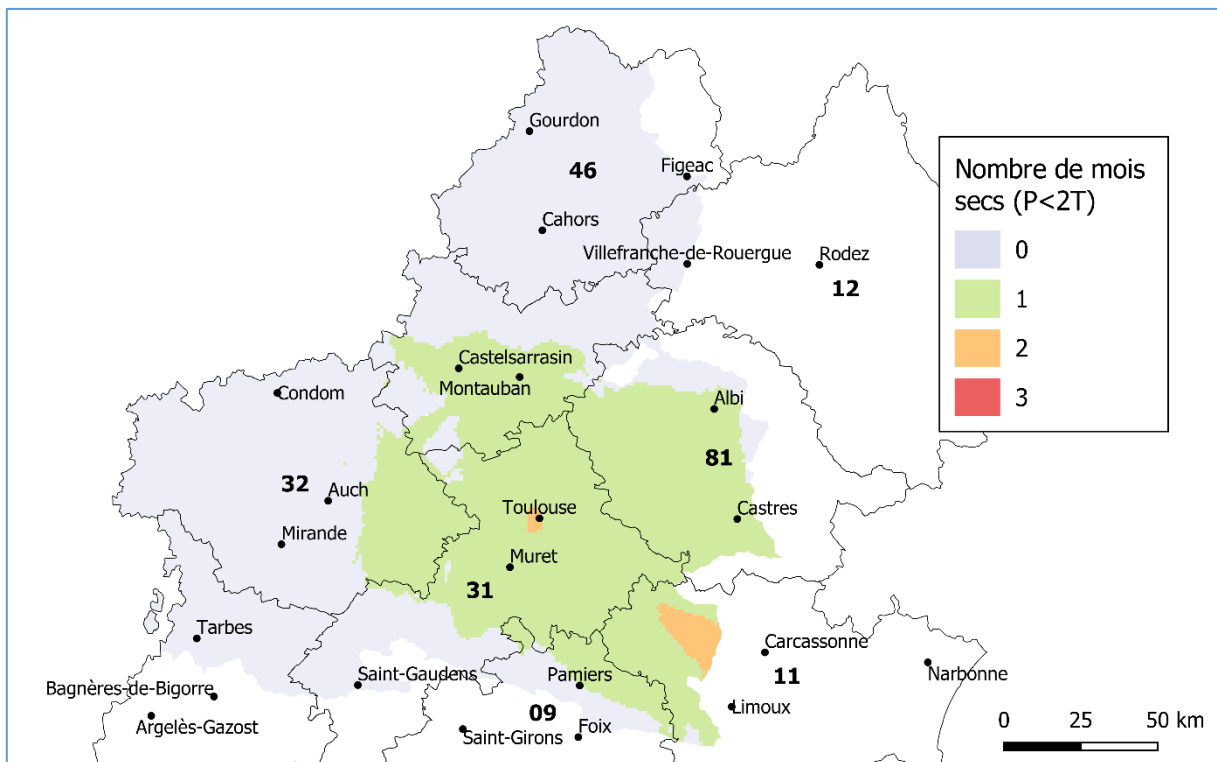 Gourdon
46
Figeac
Cahors
Villefranche-de-Rouergue
Rodez
12
Nombre de mois
secs (P<2T)
0
1
2
3
Castelsarrasin
Montauban
Condom
Albi
81
32
Auch
Toulouse
Castres
Mirande
Muret
31
Tarbes
Carcassonne
Narbonne
Saint-Gaudens
Pamiers
11
Bagnères-de-Bigorre
Limoux
09
Argelès-Gazost
Saint-Girons
Foix
0 25 50 km